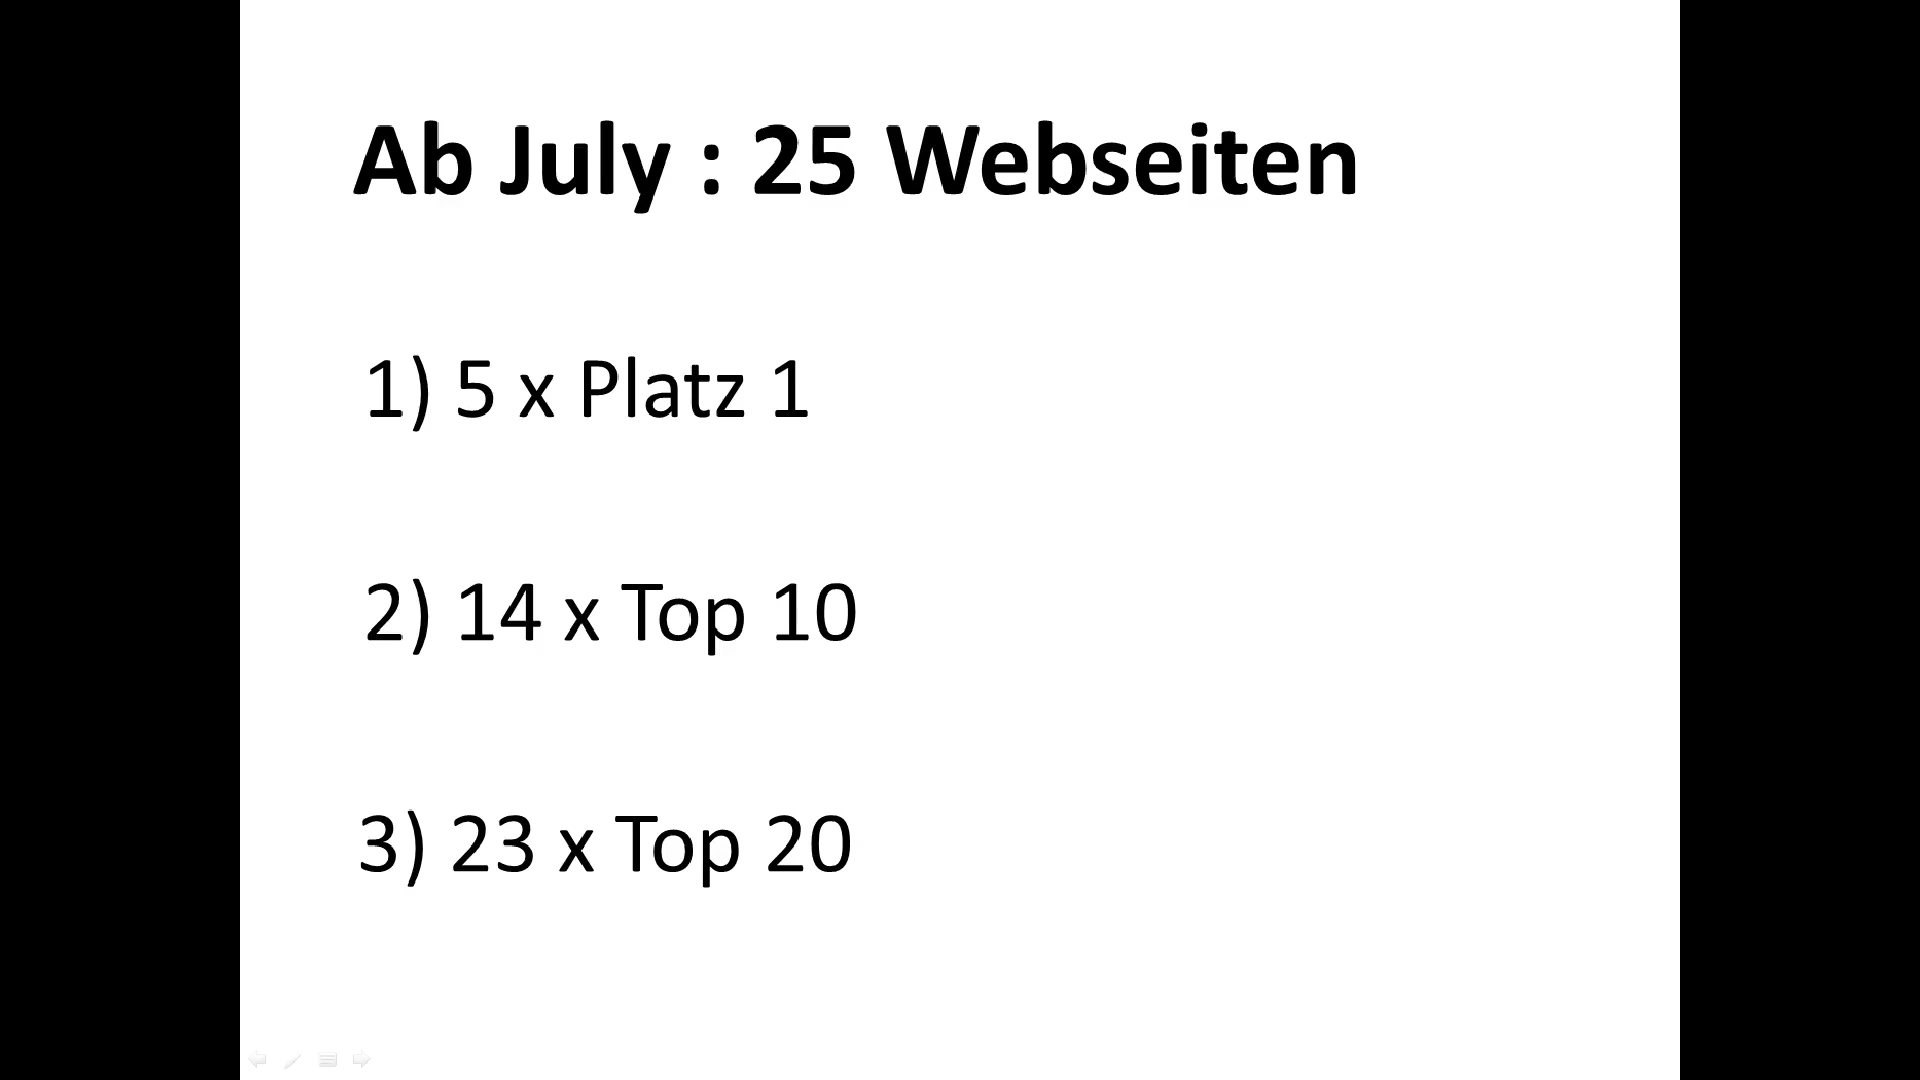 Ab July : 25 Webseiten
1) 5 x Platz 1
2) 14 x Top 10
3) 23 x Top 20